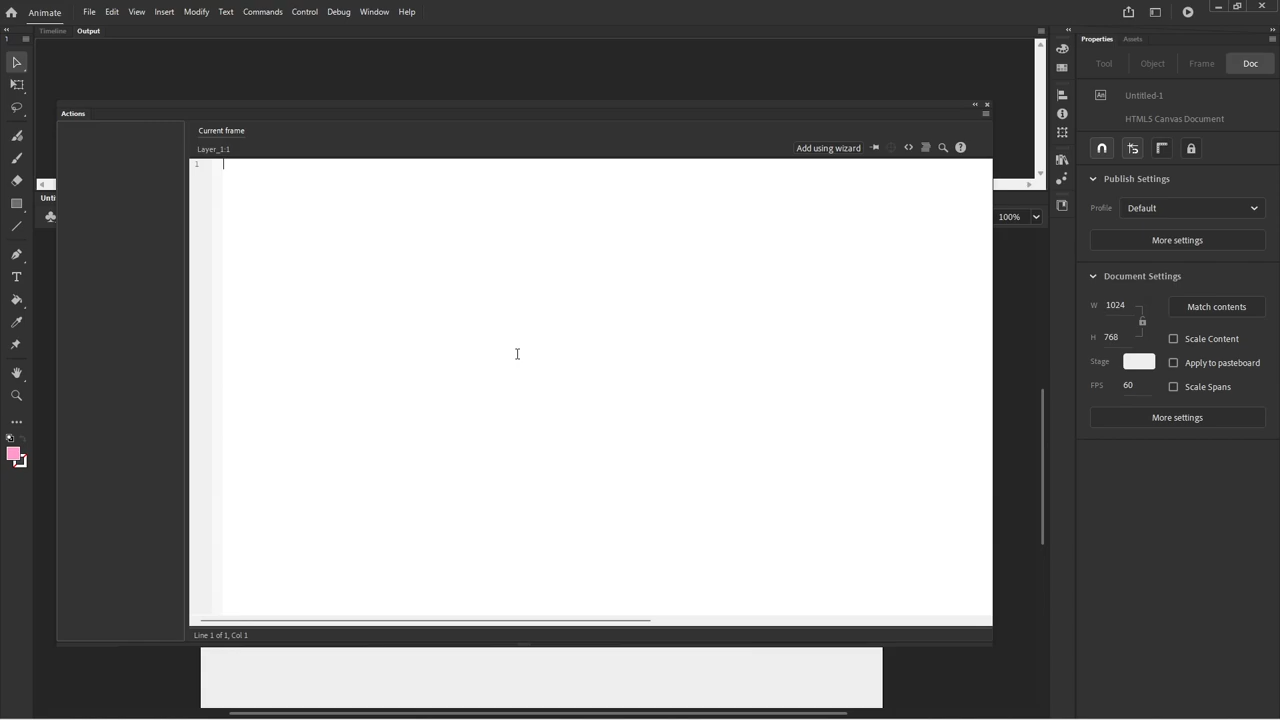 Animate File Edit View Insert Modify Text Commands Control Debug Window Help
Timeline Output
Properties Assets
Tool Object Frame Doc
Untitled-1
HTML5 Canvas Document
Actions
Current frame
Layer_1:1
Add using wizard
1
Unti
100%
Publish Settings
Profile Default
More settings
Document Settings
W 1024
Match contents
H 768
Scale Content
Stage
Apply to pasteboard
FPS 60
Scale Spans
More settings
Line 1 of 1, Col 1